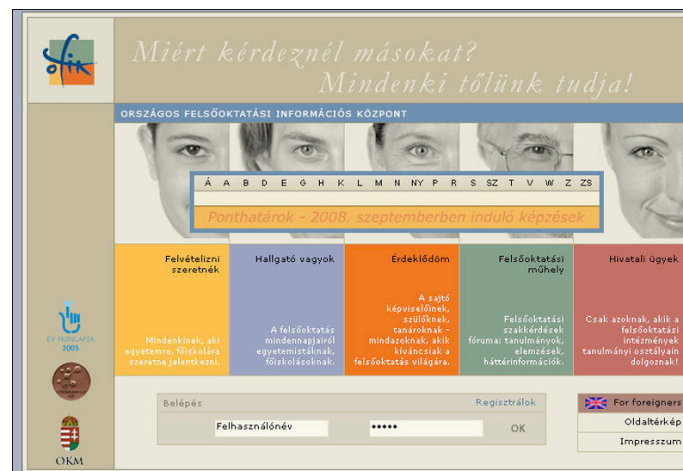 ofik
Miért kérdeznél másokat?
Mindenki tőlünk tudja!
ORSZÁGOS FELSŐOKTATÁSI INFORMÁCIÓS KÖZPONT
Á A B D E G H K L M N NY P R S SZ T V W Z ZS
Ponthatárok - 2008. szeptemberben induló képzések
Felvételizni
szeretnék
Mindenkinek, aki
egyetemre, főiskolára
szeretne jelentkezni.
Hallgató vagyok
A felsőoktatás
mindennapjairól
egyetemistáknak,
főiskolásoknak.
Érdeklődöm
A sajtó
képviselőinek,
szülőknek,
tanároknak -
mindazoknak, akik
kíváncsiak a
felsőoktatás világára.
Felsőoktatási
műhely
Felsőoktatási
szakkérdések
fóruma: tanulmányok,
elemzések,
háttérinformációk.
Hivatali ügyek
Csak azoknak, akik a
felsőoktatási
intézmények
tanulmányi osztályain
dolgoznak!
ÉV HONLAPJA
2005
OKM
Belépés
Regisztrálok
Felhasználónév
•••••
OK
For foreigners
Oldaltérkép
Impresszum